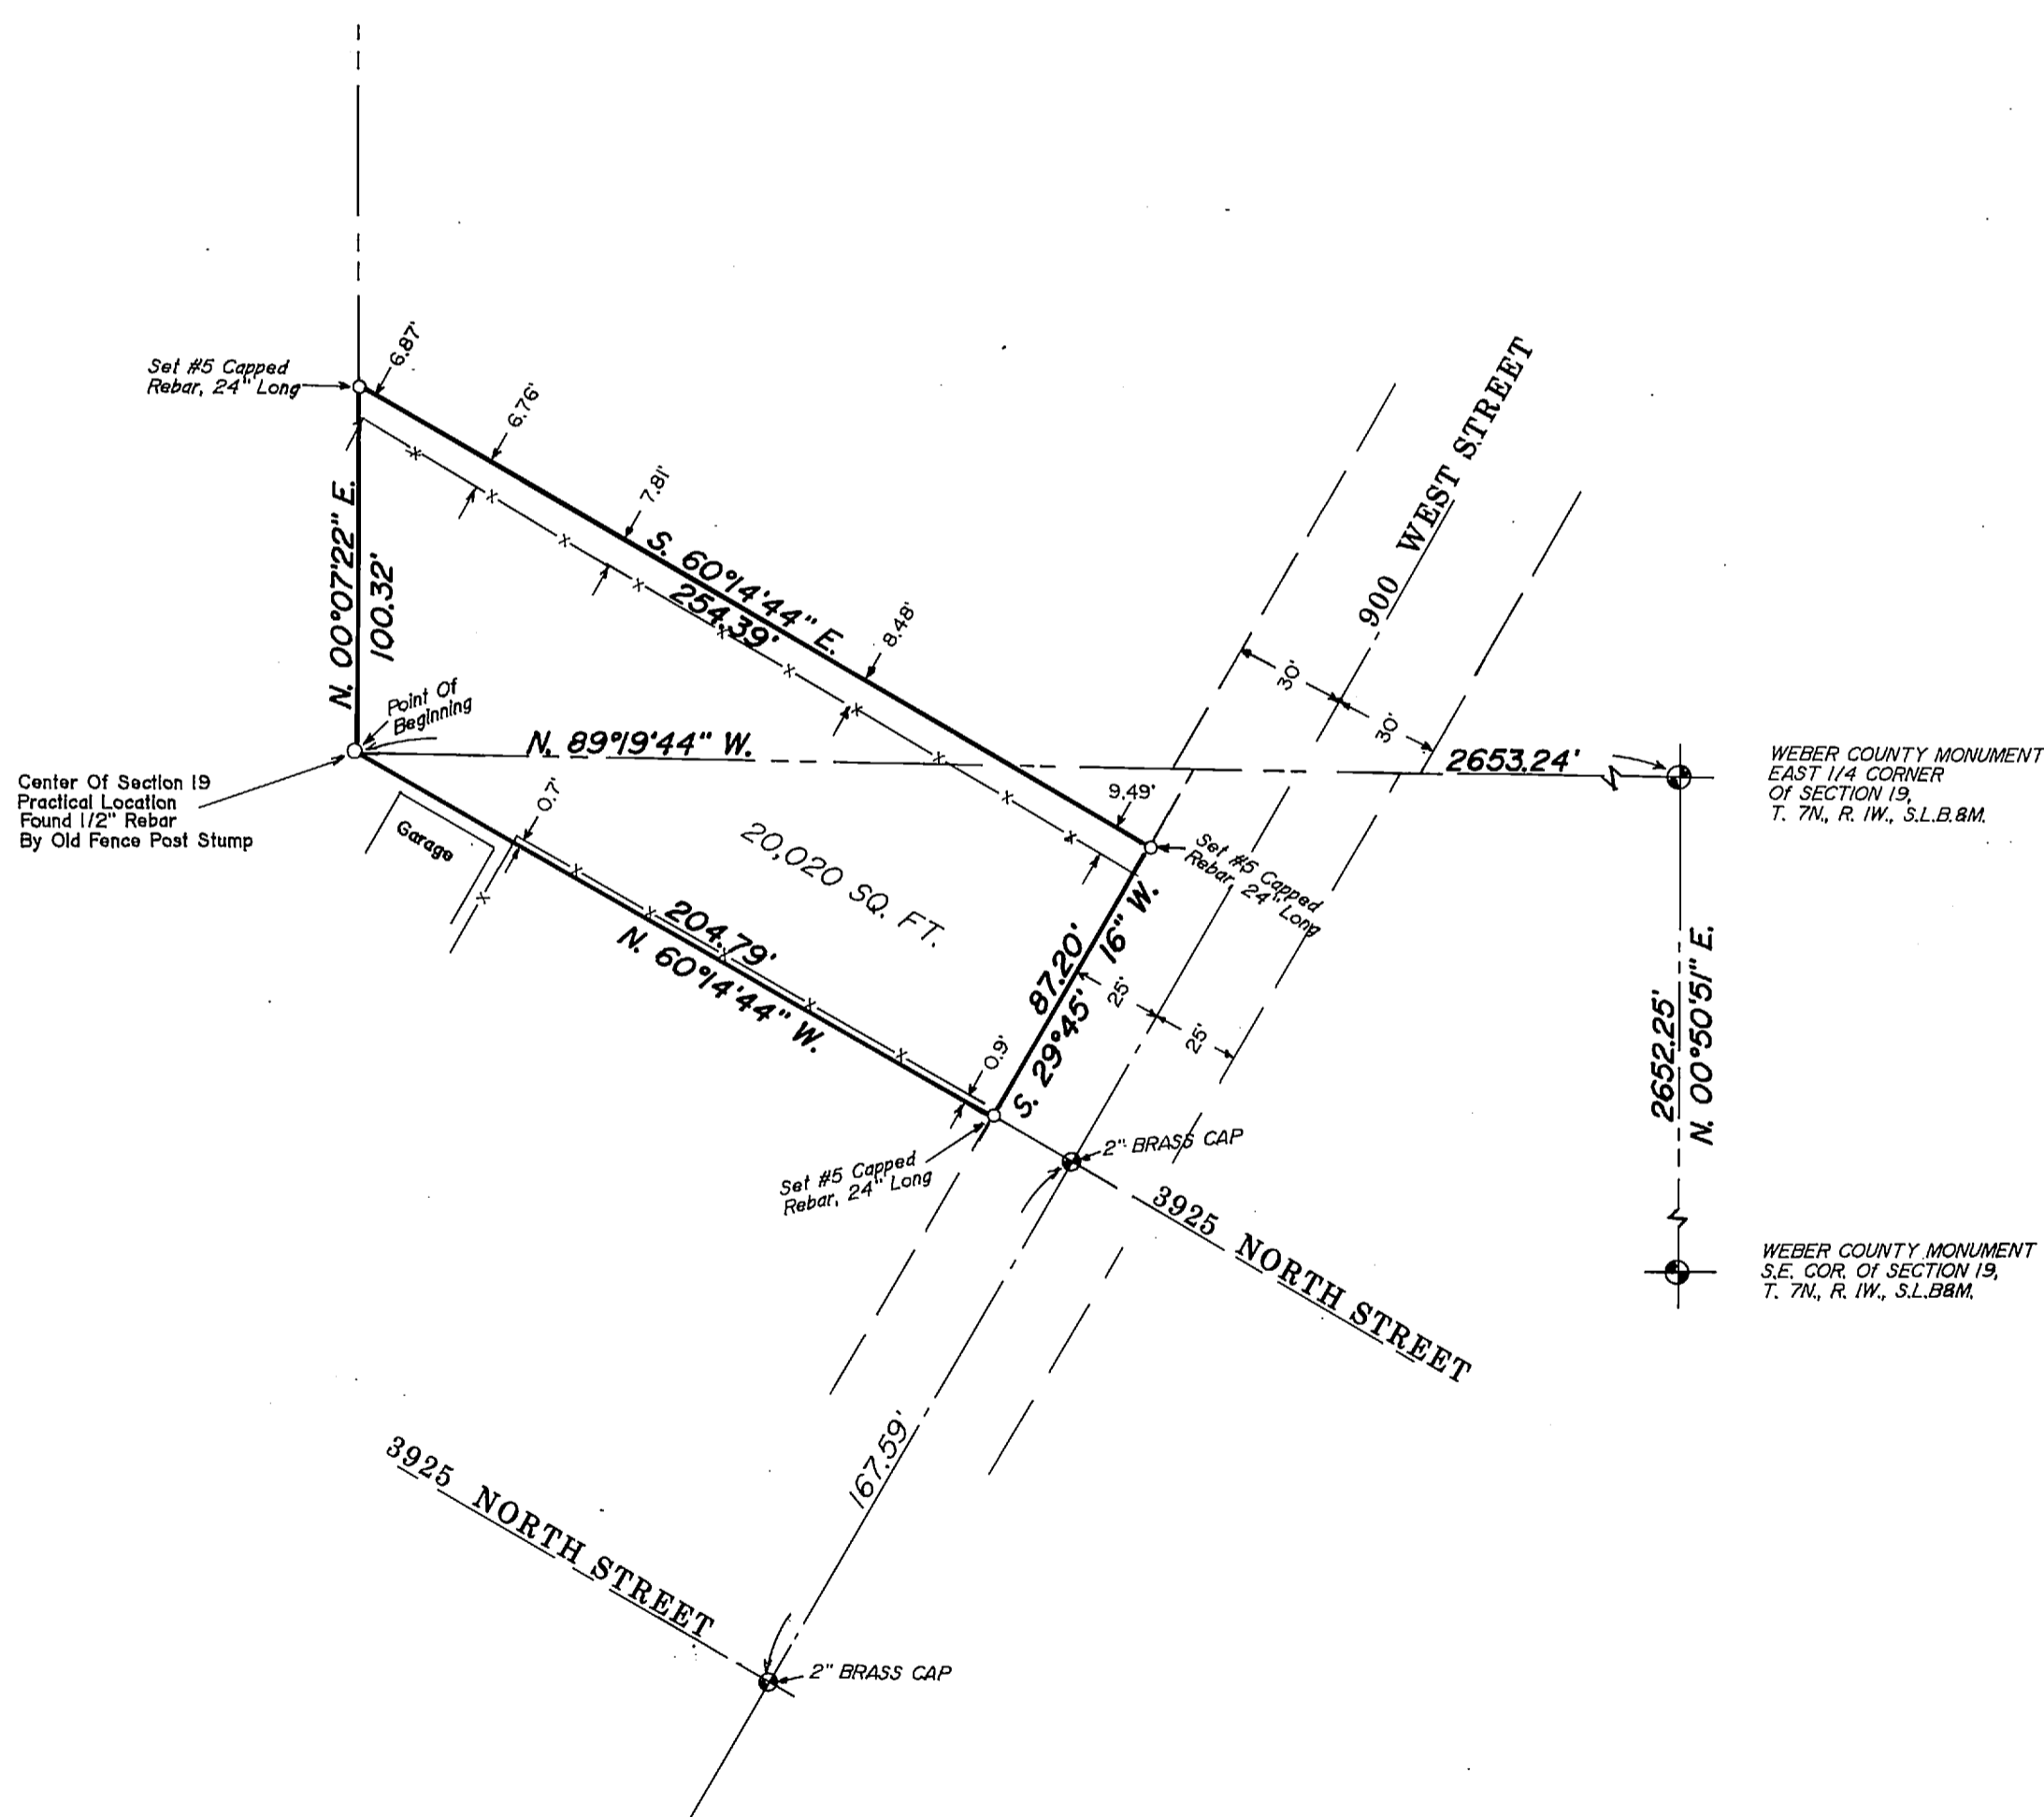 Set #5 Capped
Rebar, 24" Long
6.87'
6.76'
7.81'
S. 60°14'44" E.
254.39'
8.48'
9.49'
N. 00°07'22" E.
100.32'
Point Of
Beginning
N. 89°19'44" W.
2653.24'
900 WEST STREET
30'
30'
WEBER COUNTY MONUMENT
EAST 1/4 CORNER
Of SECTION 19,
T. 7N., R. 1W., S.L.B.&M.
Center Of Section 19
Practical Location
Found 1/2" Rebar
By Old Fence Post Stump
Garage
0.7'
20,020 SQ. FT.
Set #5 Capped
Rebar, 24" Long
204.79'
N. 60°14'44" W.
87.20'
S. 29°45'16" W.
25'
25'
0.9'
2652.25'
N. 00°50'51" E.
Set #5 Capped
Rebar, 24" Long
2" BRASS CAP
3925 NORTH STREET
WEBER COUNTY MONUMENT
S.E. COR. Of SECTION 19,
T. 7N., R. 1W., S.L.B&M.
167.59'
3925 NORTH STREET
2" BRASS CAP